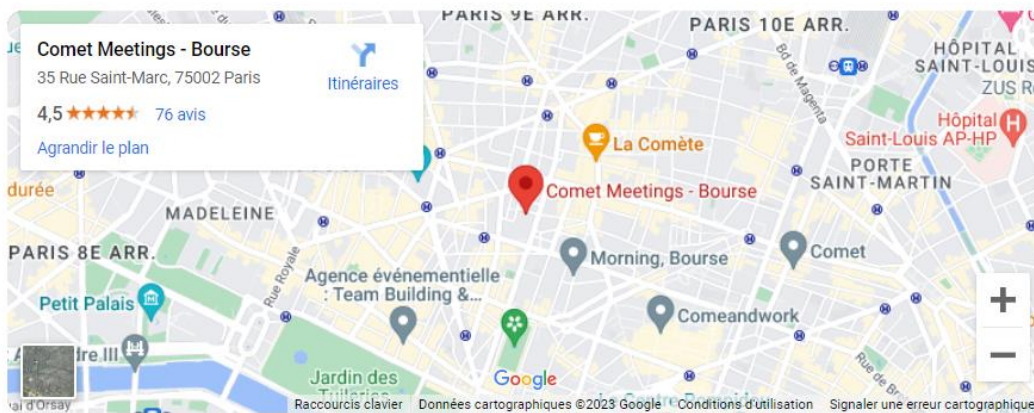 PARIS 9E ARR.
PARIS 10E ARR.
Comet Meetings - Bourse
35 Rue Saint-Marc, 75002 Paris
Itinéraires
4,5
76 avis
Agrandir le plan
Bd de Magenta
HÔPITAL
SAINT-LOUIS
ZUS
Hôpital
Saint-Louis AP-HP
La Comète
PORTE
SAINT-MARTIN
Comet Meetings - Bourse
MADELEINE
PARIS 8E ARR.
Rue Royale
Morning, Bourse
Comet
Agence événementielle
: Team Building &...
Petit Palais
Comeandwork
III
Jardin des
Tuileries
Google
Rue de
d'Orsay
Raccourcis clavier
Données cartographiques ©2023 Google
Conditions d'utilisation
Signaler une erreur cartographique